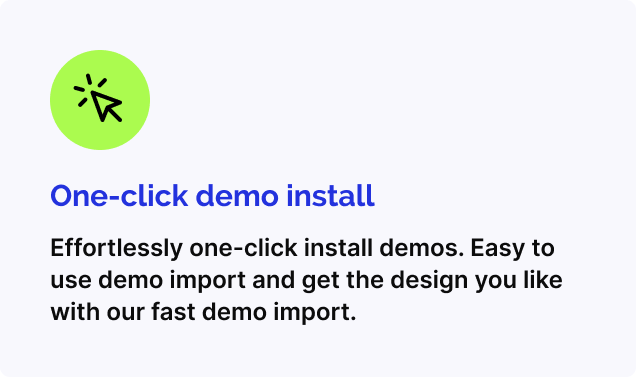 One-click demo install
Effortlessly one-click install demos. Easy to
use demo import and get the design you like
with our fast demo import.